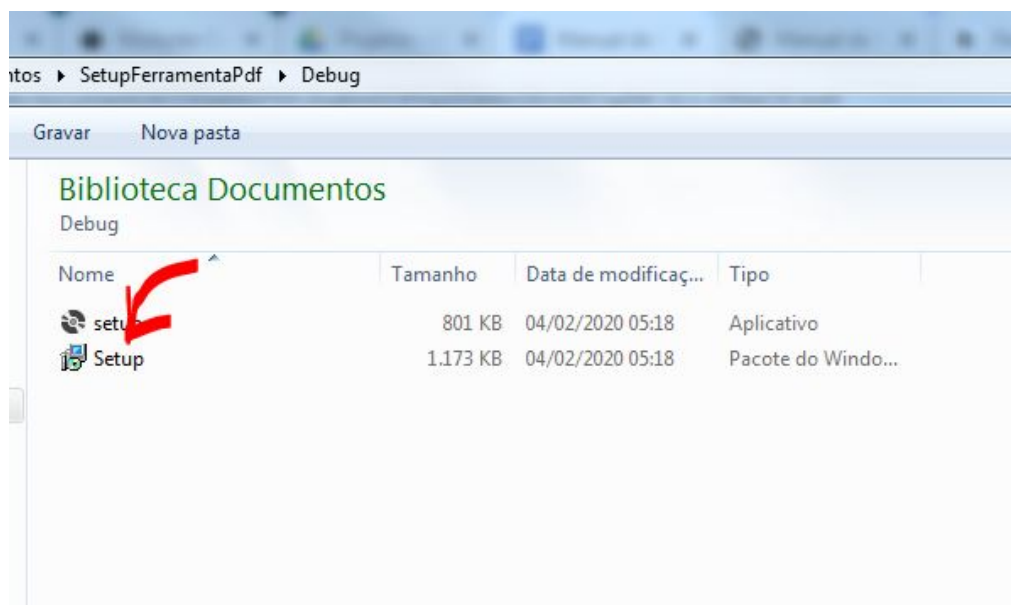 ntos ▸ SetupFerramentaPdf ▸ Debug
Gravar Nova pasta
Biblioteca Documentos
Debug
Nome Tamanho Data de modificaç... Tipo
setup 801 KB 04/02/2020 05:18 Aplicativo
Setup 1.173 KB 04/02/2020 05:18 Pacote do Windo...